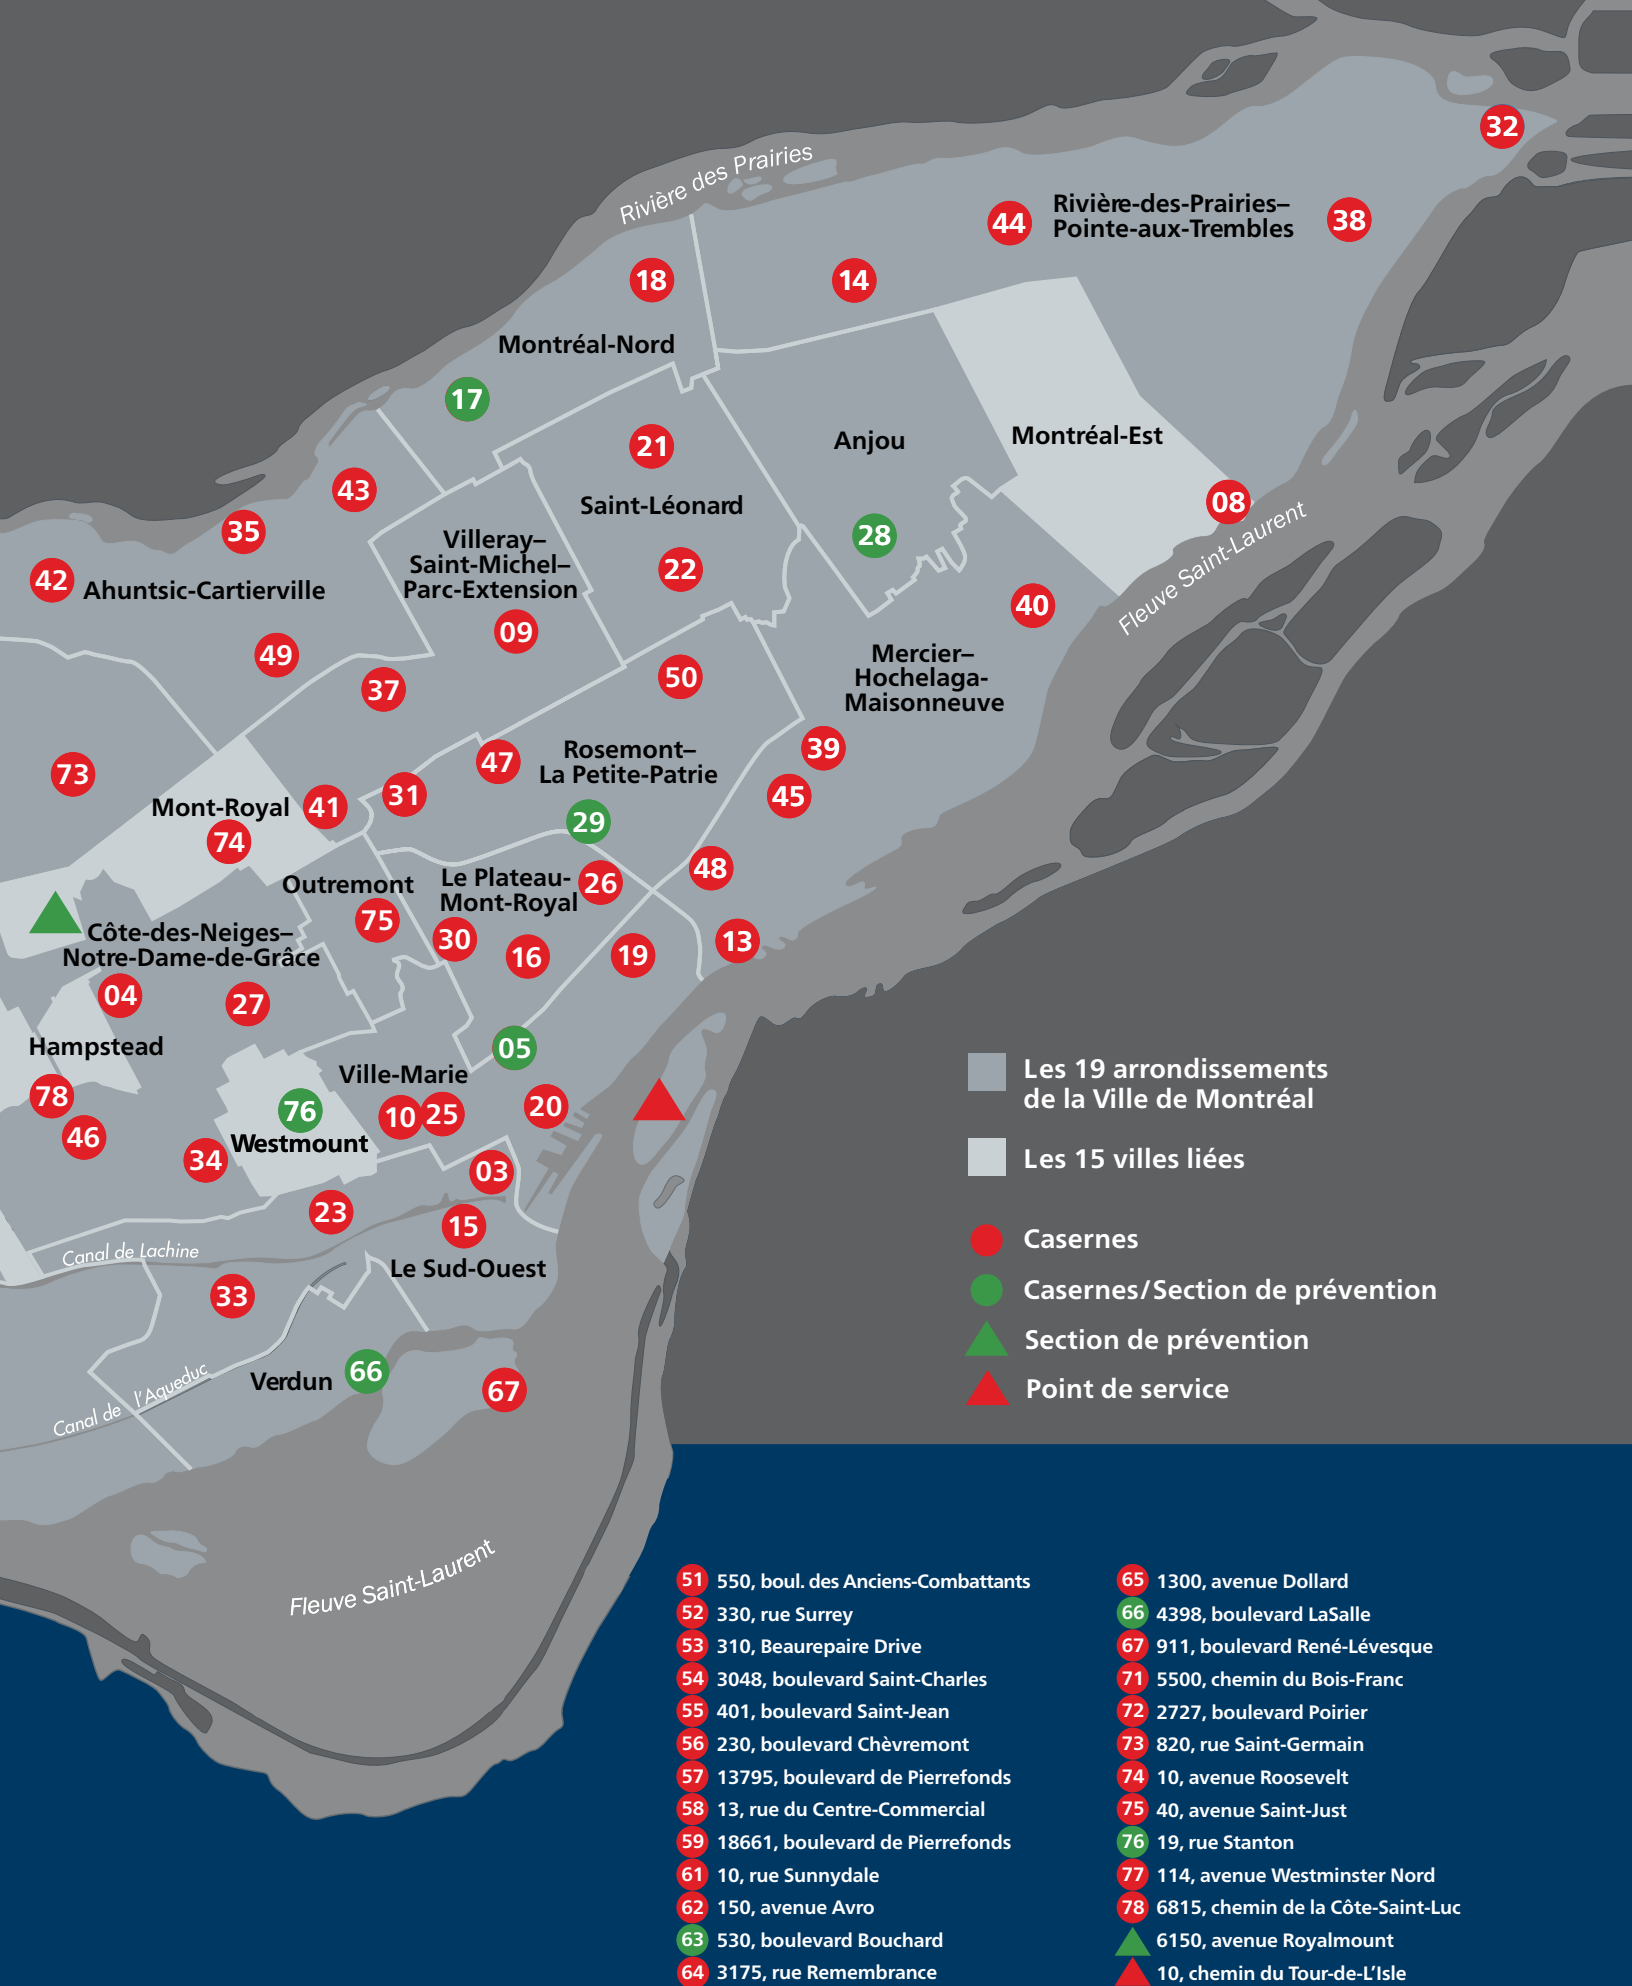 32
Rivière des Prairies
44
Rivière-des-Prairies–
Pointe-aux-Trembles
38
18
14
Montréal-Nord
17
21
Anjou
Montréal-Est
43
Saint-Léonard
08
35
Villeray–
Saint-Michel–
Parc-Extension
28
Fleuve Saint-Laurent
42
Ahuntsic-Cartierville
22
09
40
49
37
50
Mercier–
Hochelaga-
Maisonneuve
73
47
Rosemont–
La Petite-Patrie
39
Mont-Royal
41
31
45
74
29
Outremont
Le Plateau-
Mont-Royal
26
48
75
Côte-des-Neiges–
Notre-Dame-de-Grâce
30
16
19
13
04
27
Hampstead
05
Ville-Marie
78
76
10
25
20
46
Westmount
34
03
23
15
Canal de Lachine
Le Sud-Ouest
33
Verdun
66
67
Canal de l'Aqueduc
Fleuve Saint-Laurent
Les 19 arrondissements
de la Ville de Montréal
Les 15 villes liées
Casernes
Casernes/Section de prévention
Section de prévention
Point de service
51 550, boul. des Anciens-Combattants
52 330, rue Surrey
53 310, Beaurepaire Drive
54 3048, boulevard Saint-Charles
55 401, boulevard Saint-Jean
56 230, boulevard Chèvremont
57 13795, boulevard de Pierrefonds
58 13, rue du Centre-Commercial
59 18661, boulevard de Pierrefonds
61 10, rue Sunnydale
62 150, avenue Avro
63 530, boulevard Bouchard
64 3175, rue Remembrance
65 1300, avenue Dollard
66 4398, boulevard LaSalle
67 911, boulevard René-Lévesque
71 5500, chemin du Bois-Franc
72 2727, boulevard Poirier
73 820, rue Saint-Germain
74 10, avenue Roosevelt
75 40, avenue Saint-Just
76 19, rue Stanton
77 114, avenue Westminster Nord
78 6815, chemin de la Côte-Saint-Luc
6150, avenue Royalmount
10, chemin du Tour-de-L'Isle